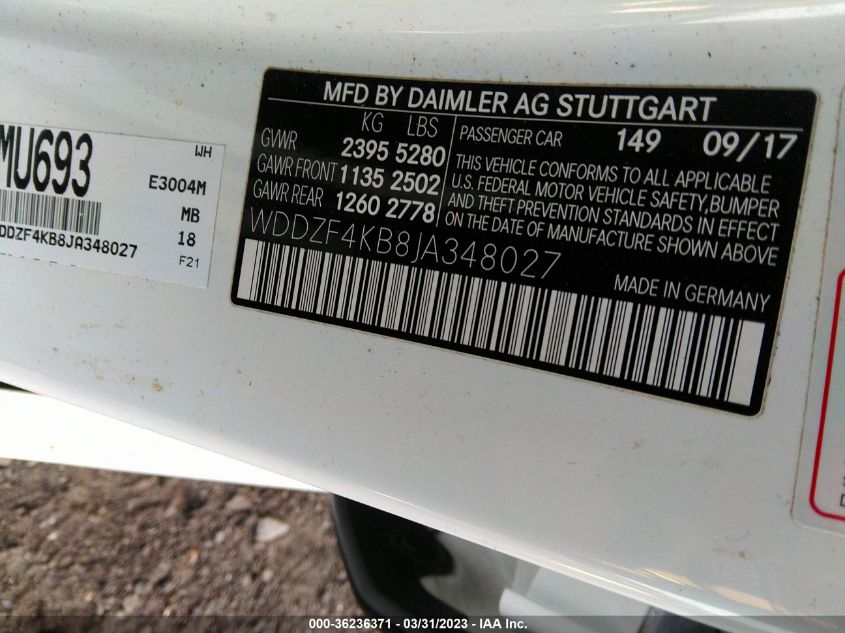 MU693
WH
E3004M
MB
DDZF4KB8JA348027
18
F21
MFD BY DAIMLER AG STUTTGART
KG LBS
GVWR 2395 5280
GAWR FRONT 1135 2502
GAWR REAR 1260 2778
PASSENGER CAR 149 09/17
THIS VEHICLE CONFORMS TO ALL APPLICABLE
U.S. FEDERAL MOTOR VEHICLE SAFETY,BUMPER
AND THEFT PREVENTION STANDARDS IN EFFECT
ON THE DATE OF MANUFACTURE SHOWN ABOVE
WDDZF4KB8JA348027
MADE IN GERMANY
000-36236371 / 03/31/2023 - IAA Inc.